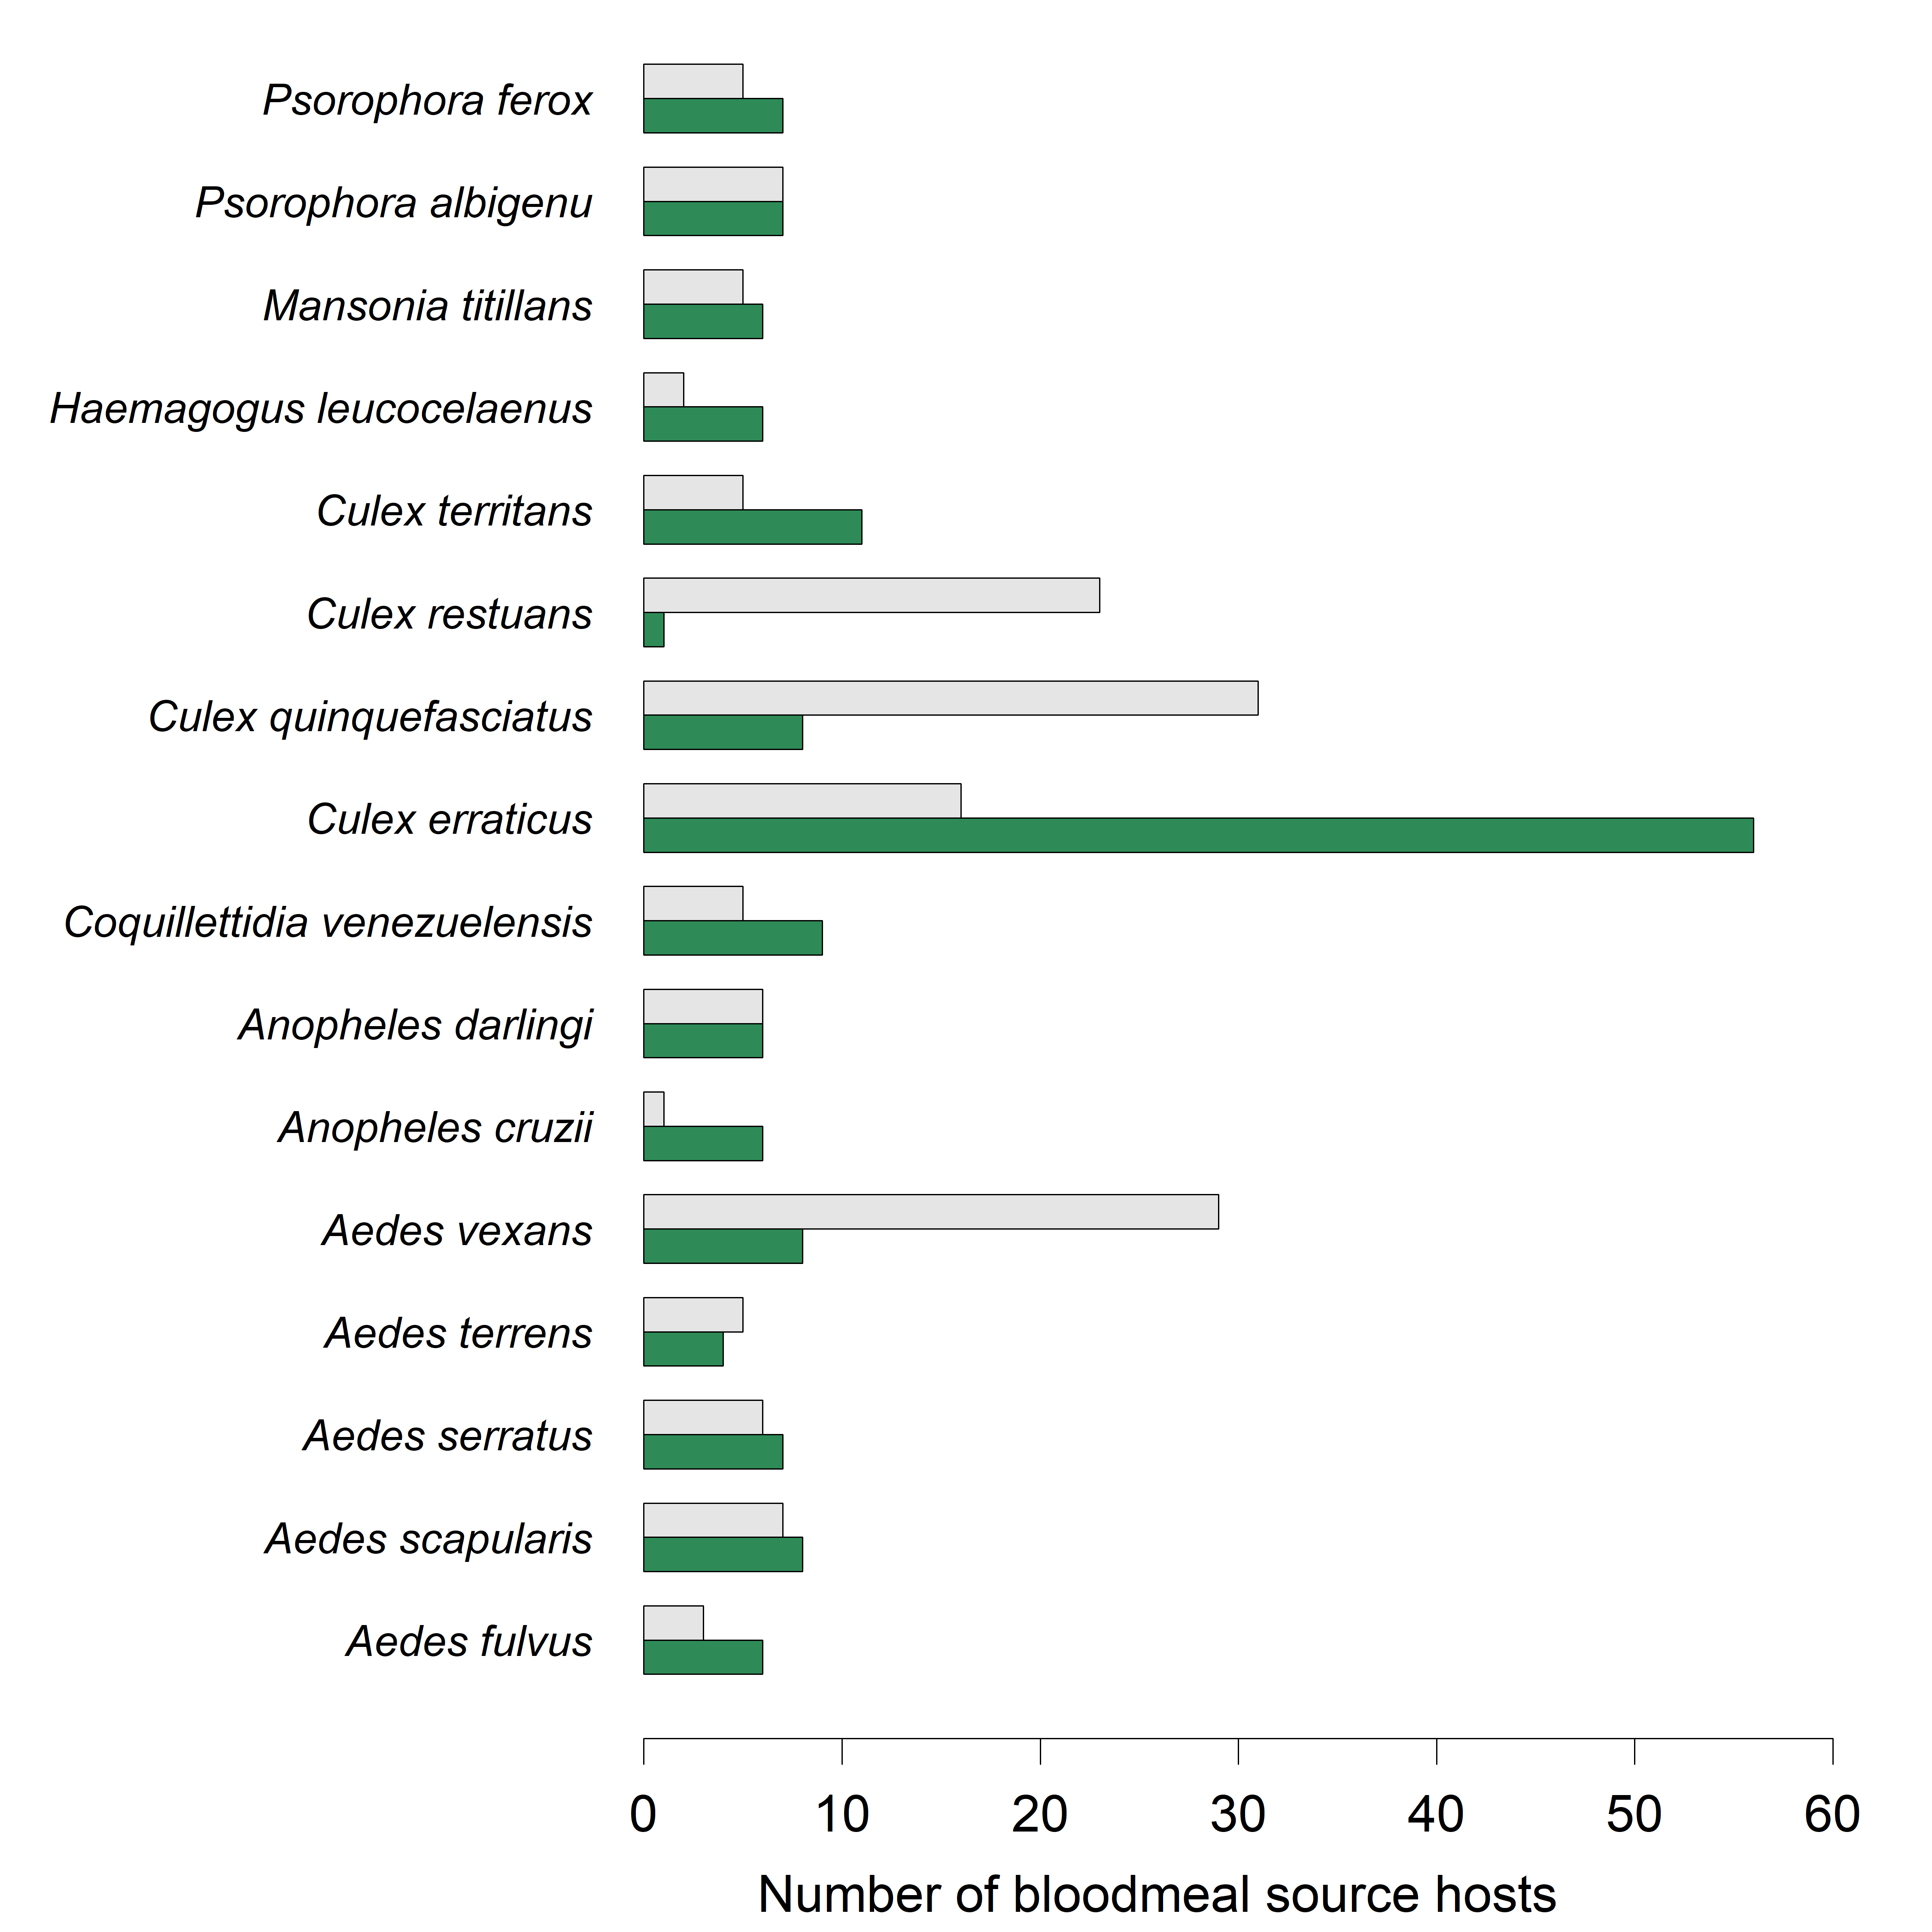 Psorophora ferox
Psorophora albigenu
Mansonia titillans
Haemagogus leucocelaenus
Culex territans
Culex restuans
Culex quinquefasciatus
Culex erraticus
Coquillettidia venezuelensis
Anopheles darlingi
Anopheles cruzii
Aedes vexans
Aedes terrens
Aedes serratus
Aedes scapularis
Aedes fulvus
0 10 20 30 40 50 60
Number of bloodmeal source hosts